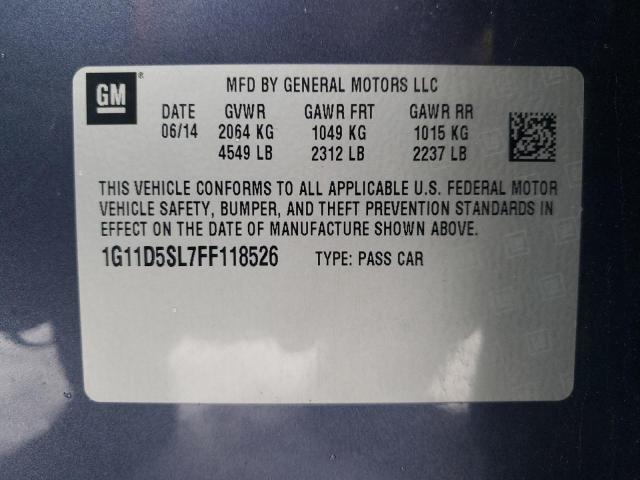 GM ®
MFD BY GENERAL MOTORS LLC
DATE GVWR GAWR FRT GAWR RR
06/14 2064 KG 1049 KG 1015 KG
4549 LB 2312 LB 2237 LB
THIS VEHICLE CONFORMS TO ALL APPLICABLE U.S. FEDERAL MOTOR
VEHICLE SAFETY, BUMPER, AND THEFT PREVENTION STANDARDS IN
EFFECT ON THE DATE OF MANUFACTURE SHOWN ABOVE.
1G11D5SL7FF118526 TYPE: PASS CAR